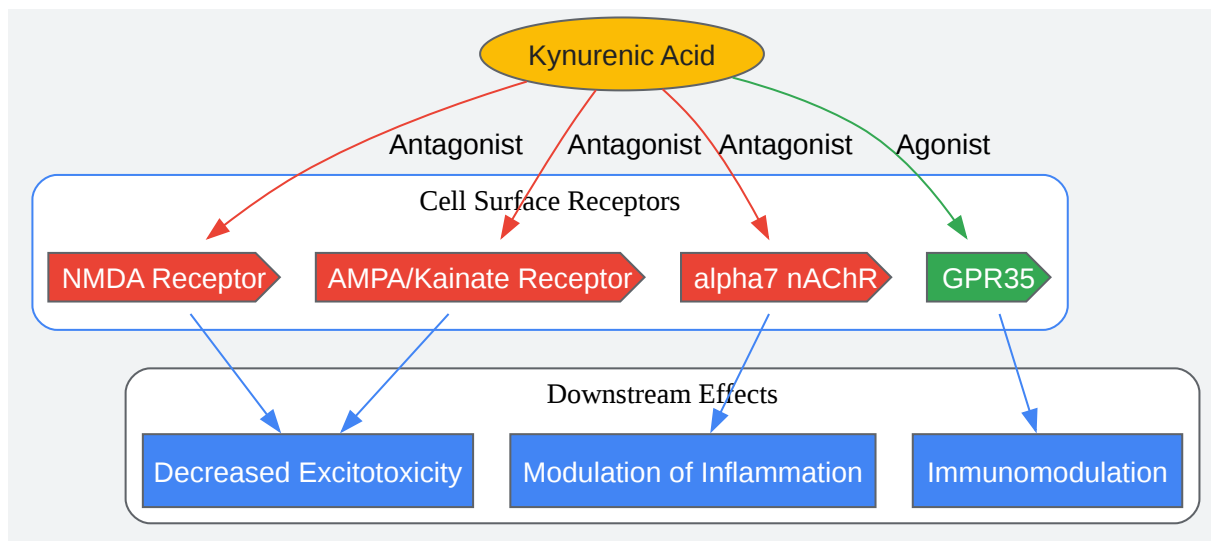 Kynurenic Acid
Antagonist
Antagonist
Antagonist
Agonist
Cell Surface Receptors
NMDA Receptor
AMPA/Kainate Receptor
alpha7 nAChR
GPR35
Downstream Effects
Decreased Excitotoxicity
Modulation of Inflammation
Immunomodulation